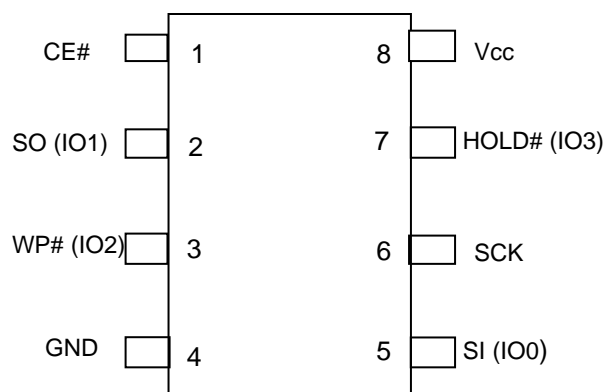 CE# 1 8 Vcc
SO (IO1) 2 7 HOLD# (IO3)
WP# (IO2) 3 6 SCK
GND 4 5 SI (IO0)